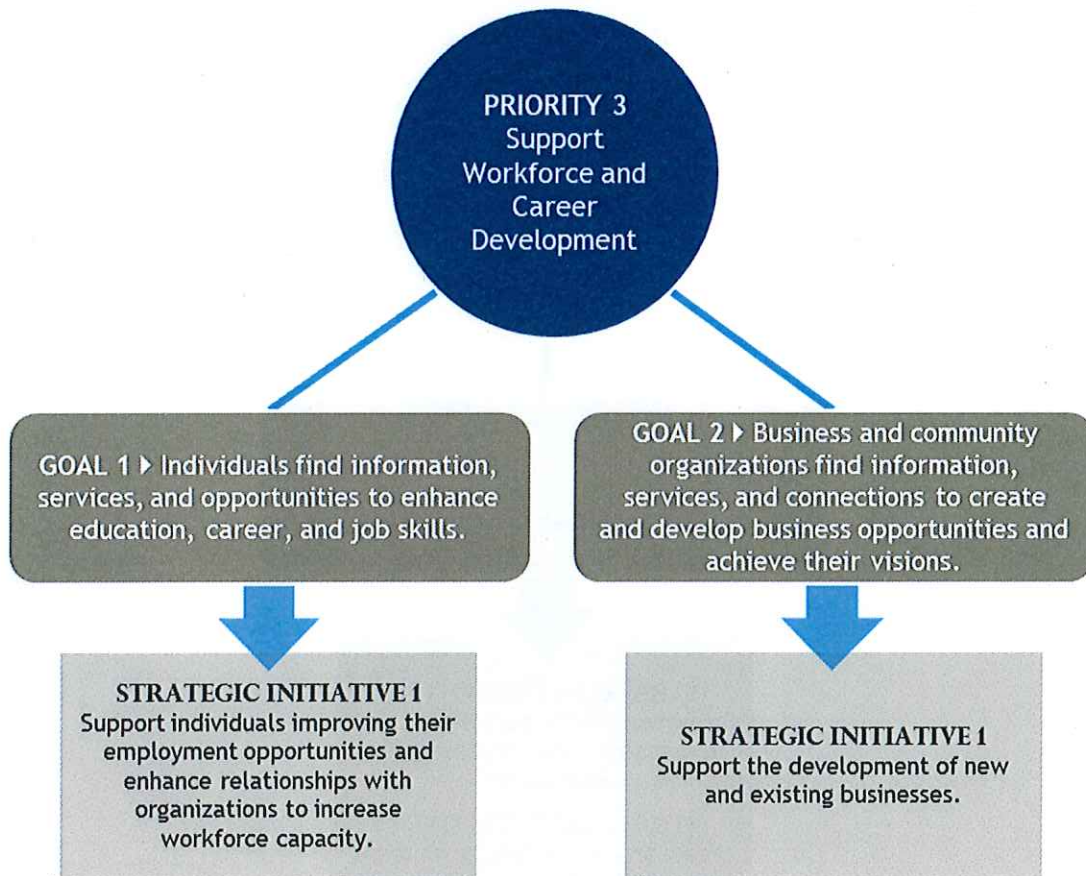 PRIORITY 3
Support
Workforce and
Career
Development
GOAL 1 ▶ Individuals find information,
services, and opportunities to enhance
education, career, and job skills.
GOAL 2 ▶ Business and community
organizations find information,
services, and connections to create
and develop business opportunities and
achieve their visions.
STRATEGIC INITIATIVE 1
Support individuals improving their
employment opportunities and
enhance relationships with
organizations to increase
workforce capacity.
STRATEGIC INITIATIVE 1
Support the development of new
and existing businesses.